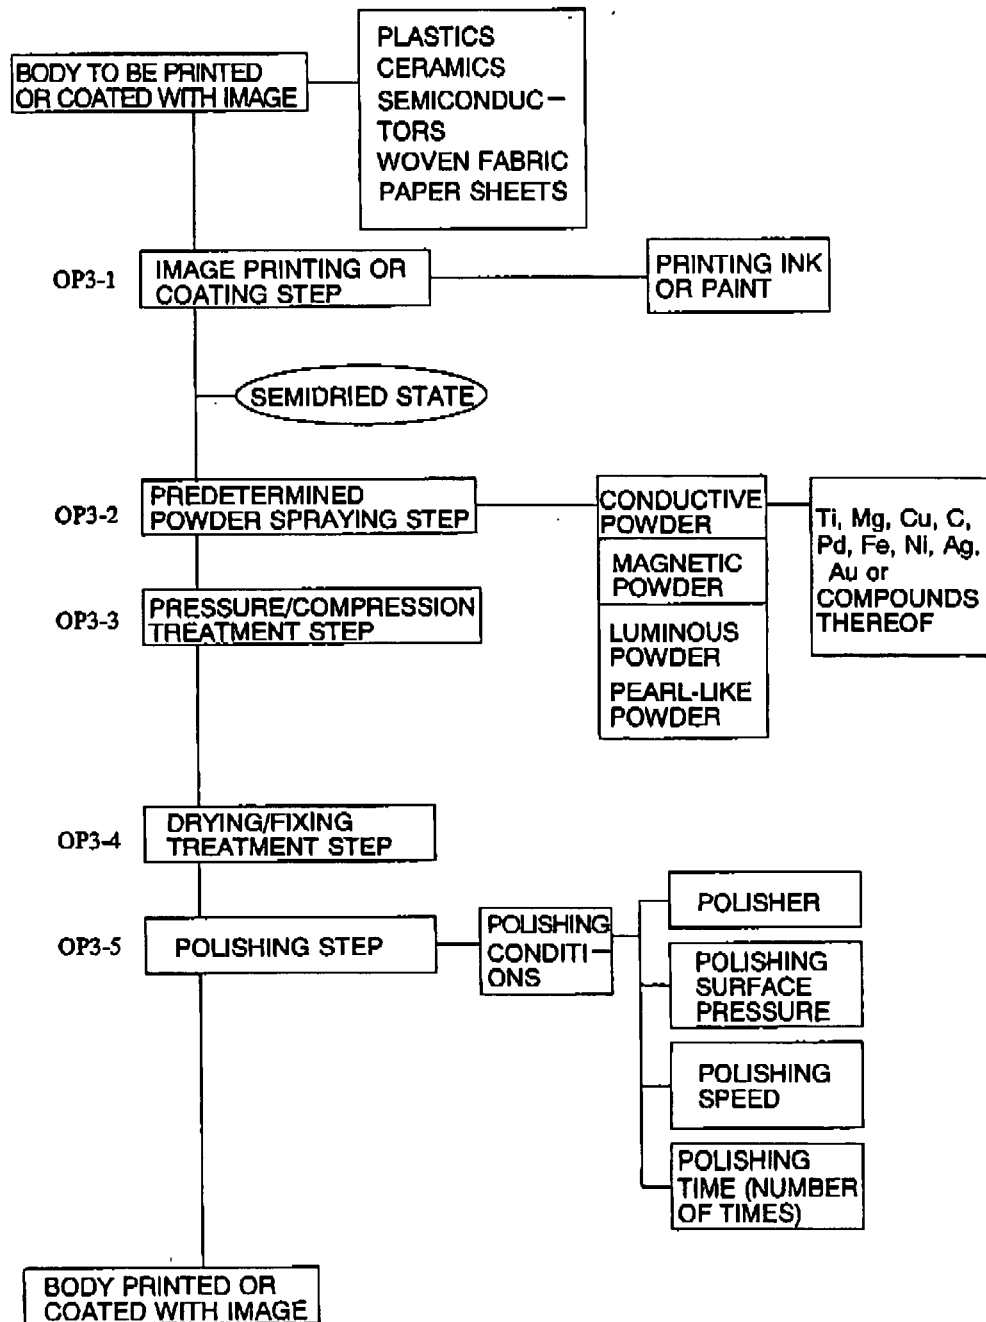 BODY TO BE PRINTED
OR COATED WITH IMAGE
PLASTICS
CERAMICS
SEMICONDUC-
TORS
WOVEN FABRIC
PAPER SHEETS
OP3-1
IMAGE PRINTING OR
COATING STEP
PRINTING INK
OR PAINT
SEMIDRIED STATE
OP3-2
PREDETERMINED
POWDER SPRAYING STEP
CONDUCTIVE
POWDER
MAGNETIC
POWDER
LUMINOUS
POWDER
PEARL-LIKE
POWDER
Ti, Mg, Cu, C,
Pd, Fe, Ni, Ag,
Au or
COMPOUNDS
THEREOF
OP3-3
PRESSURE/COMPRESSION
TREATMENT STEP
OP3-4
DRYING/FIXING
TREATMENT STEP
OP3-5
POLISHING STEP
POLISHING
CONDITI-
ONS
POLISHER
POLISHING
SURFACE
PRESSURE
POLISHING
SPEED
POLISHING
TIME (NUMBER
OF TIMES)
BODY PRINTED OR
COATED WITH IMAGE